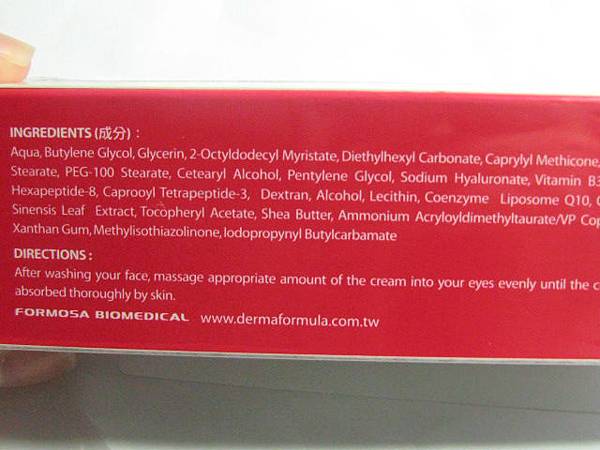 INGREDIENTS (成分) :
Aqua, Butylene Glycol, Glycerin, 2-Octyldodecyl Myristate, Diethylhexyl Carbonate, Caprylyl Methicone,
Stearate, PEG-100 Stearate, Cetearyl Alcohol, Pentylene Glycol, Sodium Hyaluronate, Vitamin B3
Hexapeptide-8, Caprooyl Tetrapeptide-3, Dextran, Alcohol, Lecithin, Coenzyme Liposome Q10,
Sinensis Leaf Extract, Tocopheryl Acetate, Shea Butter, Ammonium Acryloyldimethyltaurate/VP Cop
Xanthan Gum, Methylisothiazolinone, Iodopropynyl Butylcarbamate
DIRECTIONS :
After washing your face, massage appropriate amount of the cream into your eyes evenly until the c
absorbed thoroughly by skin.
FORMOSA BIOMEDICAL www.dermaformula.com.tw